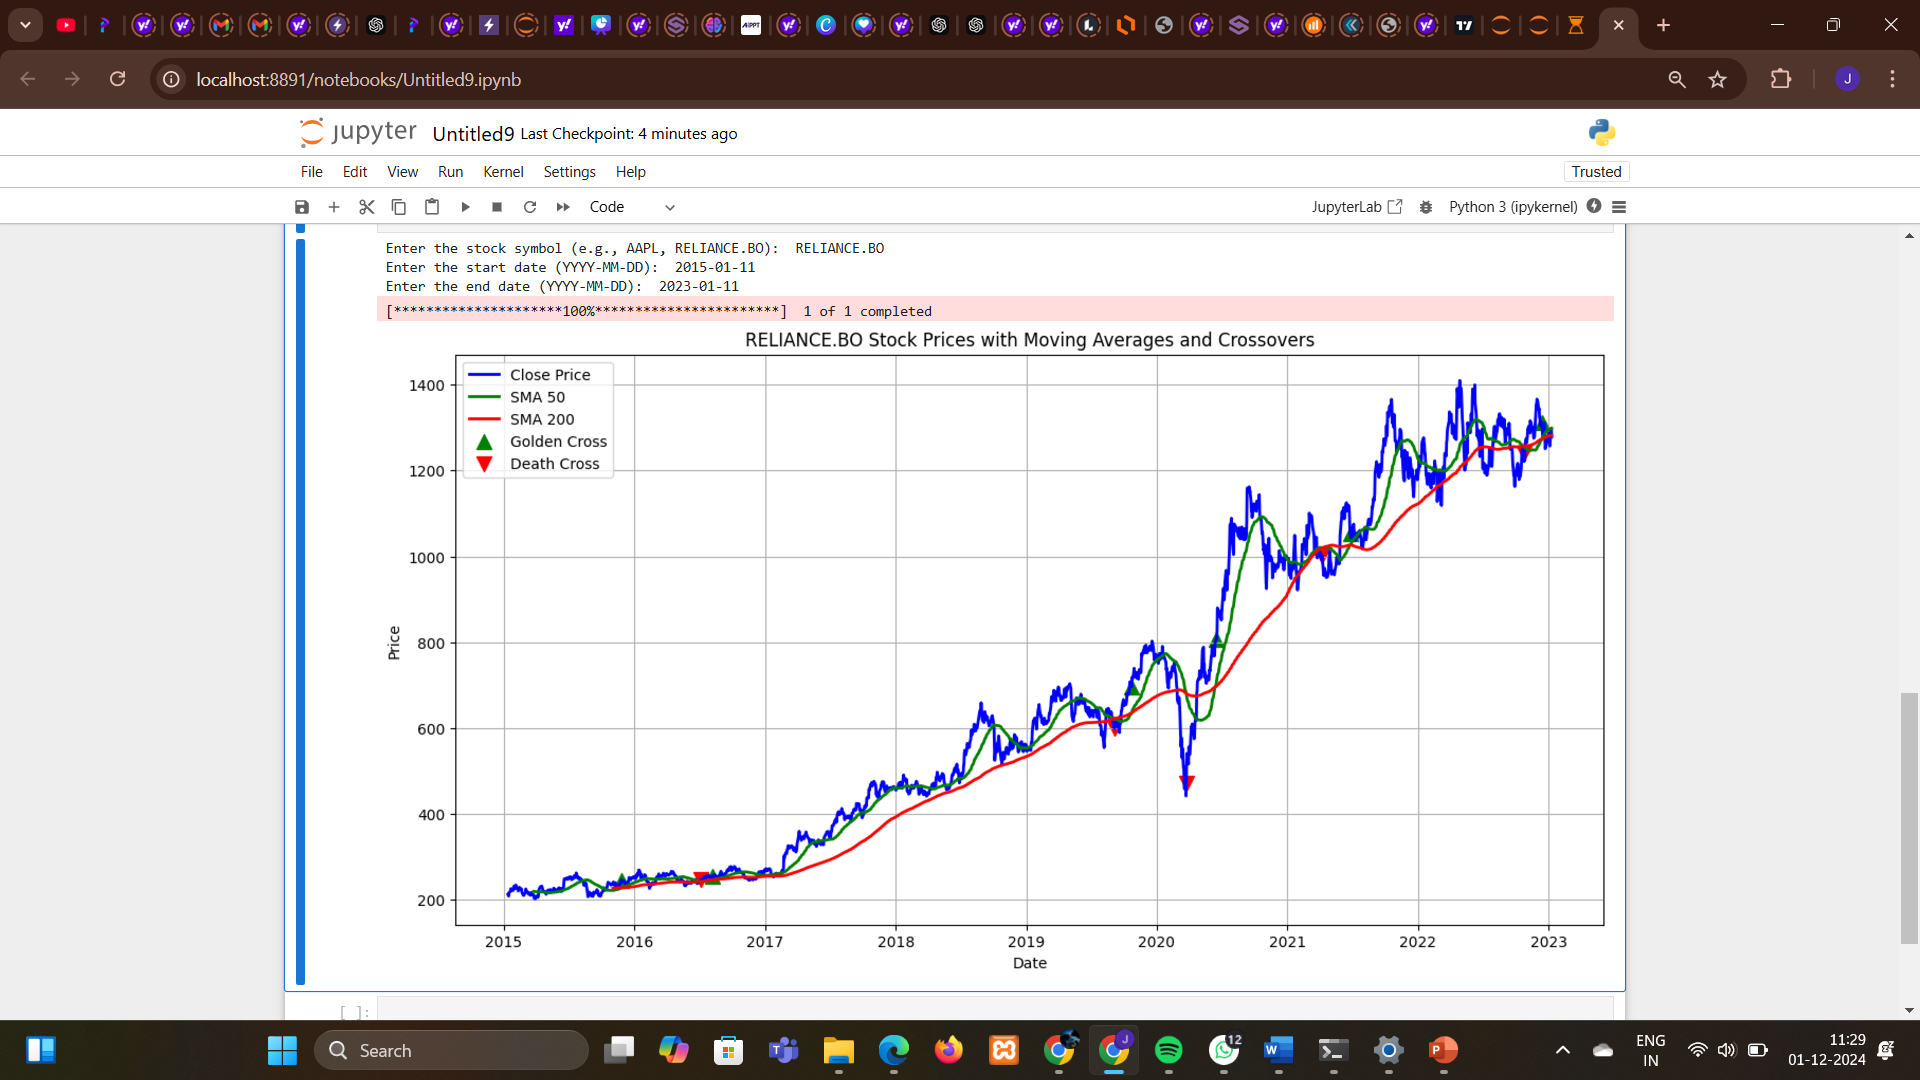 localhost:8891/notebooks/Untitled9.ipynb
J
jupyter Untitled9 Last Checkpoint: 4 minutes ago
File Edit View Run Kernel Settings Help
Trusted
Code
JupyterLab
Python 3 (ipykernel)
Enter the stock symbol (e.g., AAPL, RELIANCE.BO): RELIANCE.BO
Enter the start date (YYYY-MM-DD): 2015-01-11
Enter the end date (YYYY-MM-DD): 2023-01-11
[*********************100%***********************] 1 of 1 completed
RELIANCE.BO Stock Prices with Moving Averages and Crossovers
Close Price
SMA 50
SMA 200
Golden Cross
Death Cross
1400
1200
1000
800
600
400
200
Price
2015 2016 2017 2018 2019 2020 2021 2022 2023
Date
[ ]:
Search
12
ENG
IN
11:29
01-12-2024